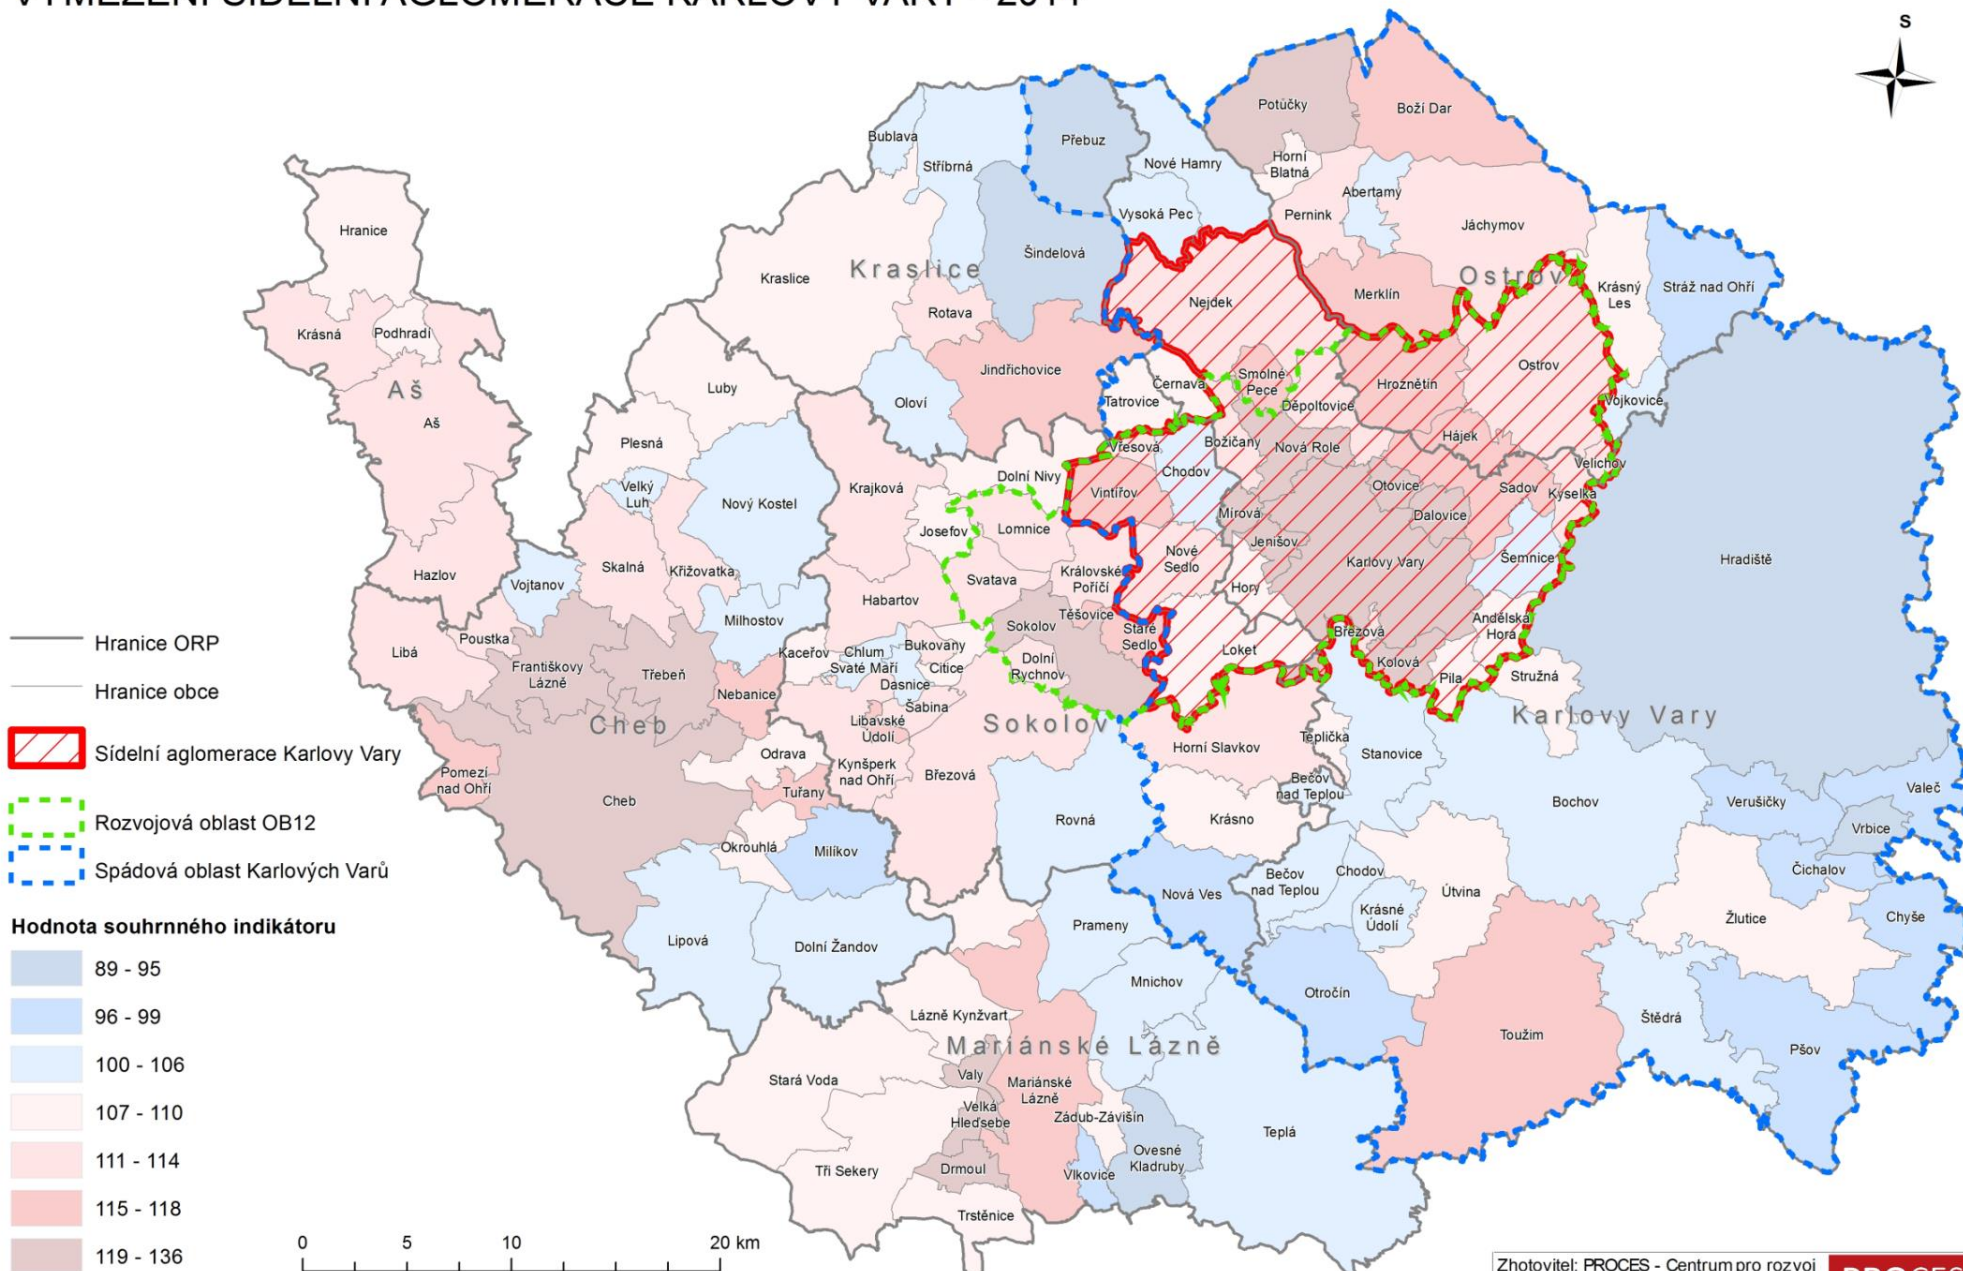 VYMEZENÍ SÍDELNÍ AGLOMERACE KARLOVY VARY - 2014
S
Potůčky
Boží Dar
Přebuz
Bublava
Stříbrná
Nové Hamry
Horní
Blatná
Abertamy
Vysoká Pec
Pernink
Jáchymov
Hranice
Šindelová
Kraslice
Kraslice
Ostrov
Krásný
Les
Stráž nad Ohří
Nejdek
Merklín
Rotava
Krásná
Podhradí
Jindřichovice
Ostrov
Smolné
Pece
Hroznětín
Černava
Tatrovice
Děpoltovice
Vojkovice
Luby
Oloví
Aš
Aš
Plesná
Vřesová
Božičany
Nová Role
Hájek
Velichov
Chodov
Dolní Nivy
Velký
Luh
Nový Kostel
Krajková
Vintířov
Otovice
Sadov
Kyselka
Mírová
Dalovice
Josefov
Lomnice
Jenišov
Nové
Sedlo
Karlovy Vary
Šemnice
Hradiště
Hazlov
Vojtanov
Skalná
Křižovatka
Svatava
Královské
Poříčí
Hory
Habartov
Těšovice
Milhostov
Sokolov
Staré
Sedlo
Březová
Andělská
Hora
Hranice ORP
Libá
Poustka
Kaceřov
Chlum
Svaté Maří
Bukovany
Citice
Loket
Kolová
Františkovy
Lázně
Třebeň
Dolní
Rychnov
Dasnice
Pila
Stružná
Hranice obce
Nebanice
Šabina
Libavské
Údolí
Cheb
Sokolov
Karlovy Vary
Sídelní aglomerace Karlovy Vary
Odrava
Kynšperk
nad Ohří
Horní Slavkov
Teplička
Stanovice
Pomezí
nad Ohří
Cheb
Tuřany
Březová
Bečov
nad Teplou
Bochov
Verušičky
Valeč
Rozvojová oblast OB12
Rovná
Krásno
Vrbice
Okrouhlá
Milíkov
Spádová oblast Karlových Varů
Bečov
nad Teplou
Chodov
Čichalov
Nová Ves
Útvina
Krásné
Údolí
Žlutice
Chyše
Hodnota souhrnného indikátoru
Prameny
Lipová
Dolní Žandov
89 - 95
Mnichov
Otročín
96 - 99
Lázně Kynžvart
Štědrá
Toužim
Mariánské Lázně
Pšov
100 - 106
Stará Voda
Valy
Mariánské
Lázně
107 - 110
Velká
Hleďsebe
Zádub-Závišín
Teplá
111 - 114
Tři Sekery
Drmoul
Vlkovice
Ovesné
Kladruby
115 - 118
Trstěnice
119 - 136
0 5 10 20 km
Zhotovitel: PROCES - Centrum pro rozvoj